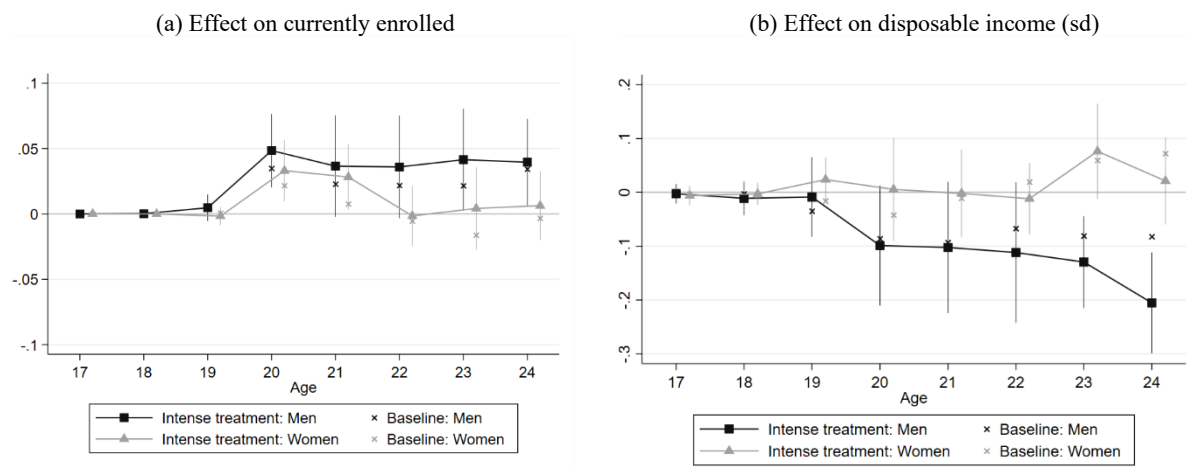 (a) Effect on currently enrolled
.1
.05
0
-.05
-.1
17 18 19 20 21 22 23 24
Age
Intense treatment: Men × Baseline: Men
Intense treatment: Women × Baseline: Women
(b) Effect on disposable income (sd)
.2
.1
0
-.1
-.2
-.3
17 18 19 20 21 22 23 24
Age
Intense treatment: Men × Baseline: Men
Intense treatment: Women × Baseline: Women